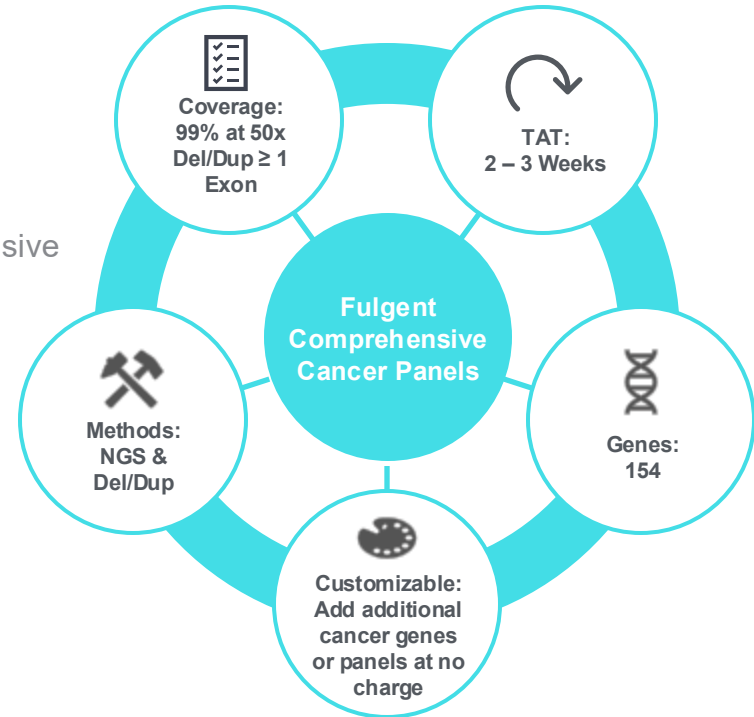 Coverage:
99% at 50x
Del/Dup ≥ 1
Exon
TAT:
2 – 3 Weeks
sive
Fulgent
Comprehensive
Cancer Panels
Methods:
NGS &
Del/Dup
Genes:
154
Customizable:
Add additional
cancer genes
or panels at no
charge